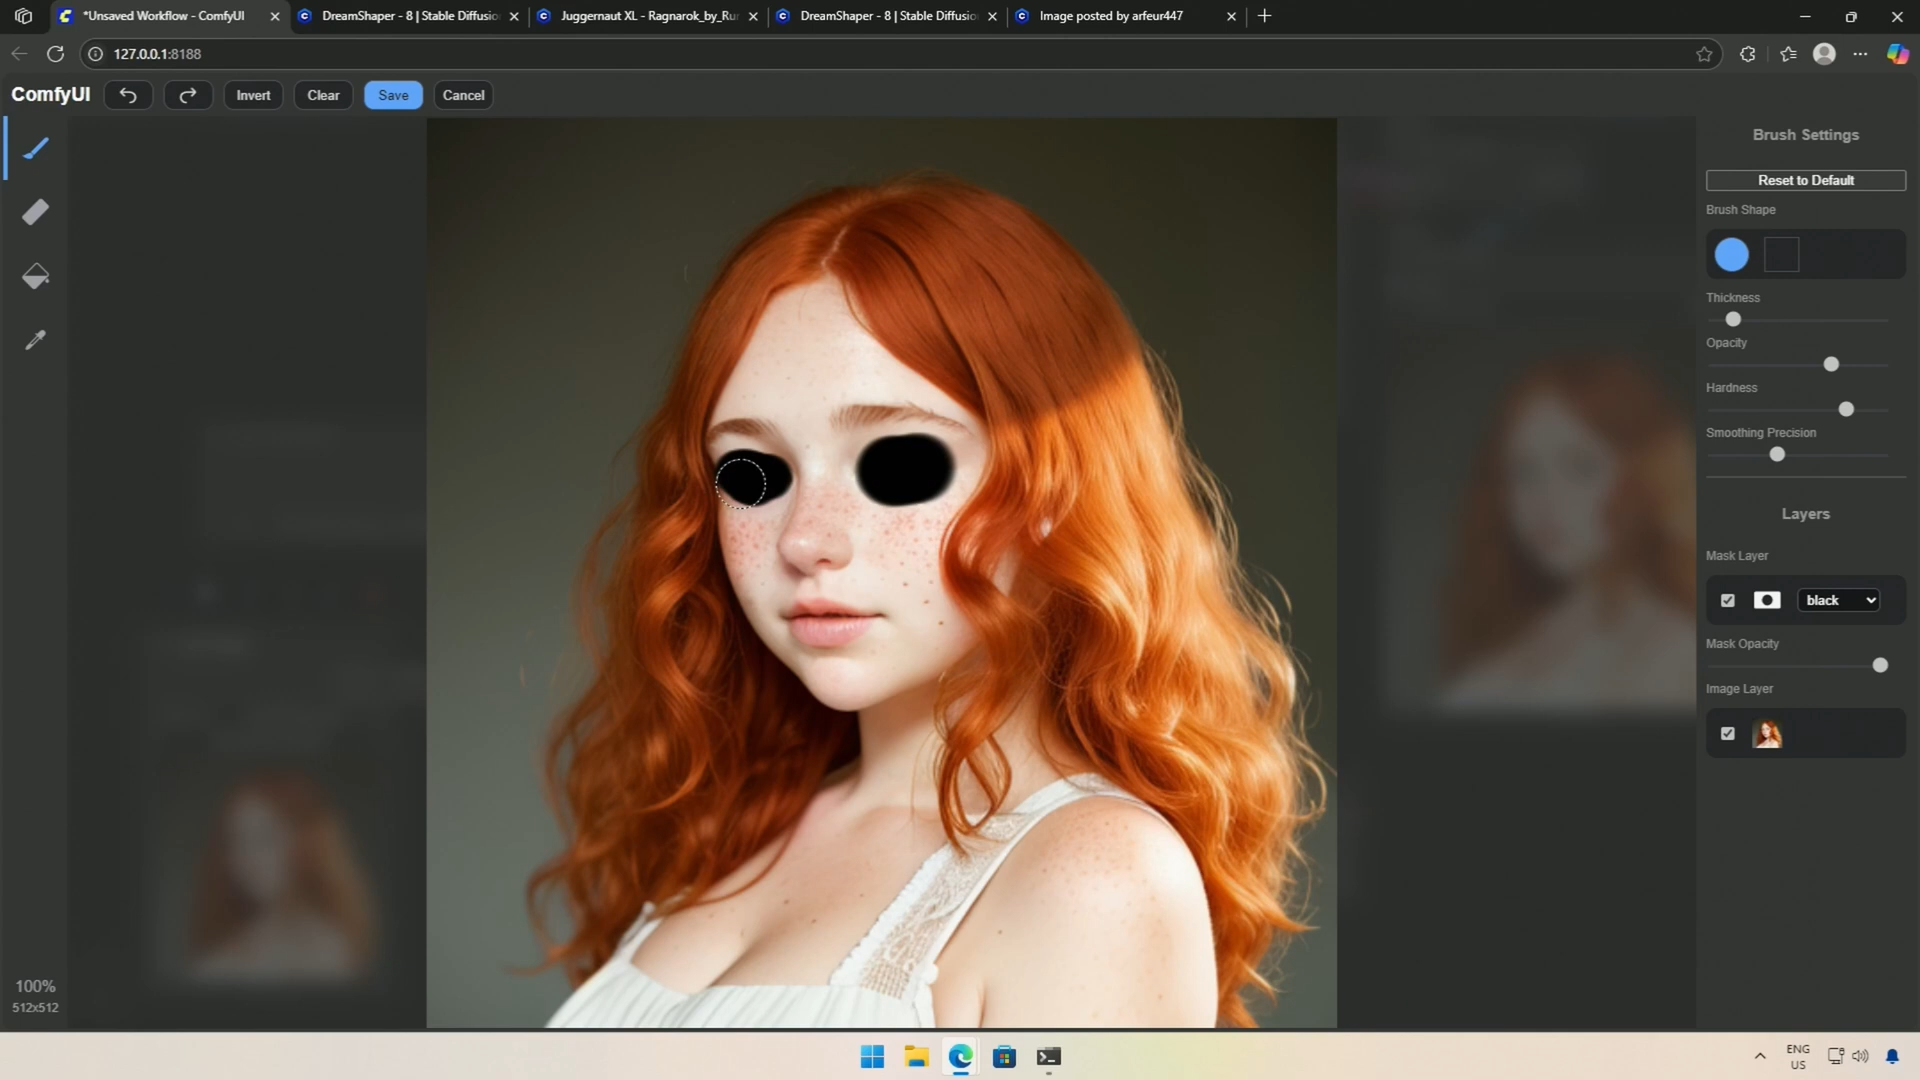 *Unsaved Workflow - ComfyUI
DreamShaper - 8 | Stable Diffusio
Juggernaut XL - Ragnarok_by_Rur
DreamShaper - 8 | Stable Diffusio
Image posted by arfeur447
127.0.0.1:8188
ComfyUI
Invert
Clear
Save
Cancel
Brush Settings
Reset to Default
Brush Shape
Thickness
Opacity
Hardness
Smoothing Precision
Layers
Mask Layer
black
Mask Opacity
Image Layer
100%
512x512
ENG
US